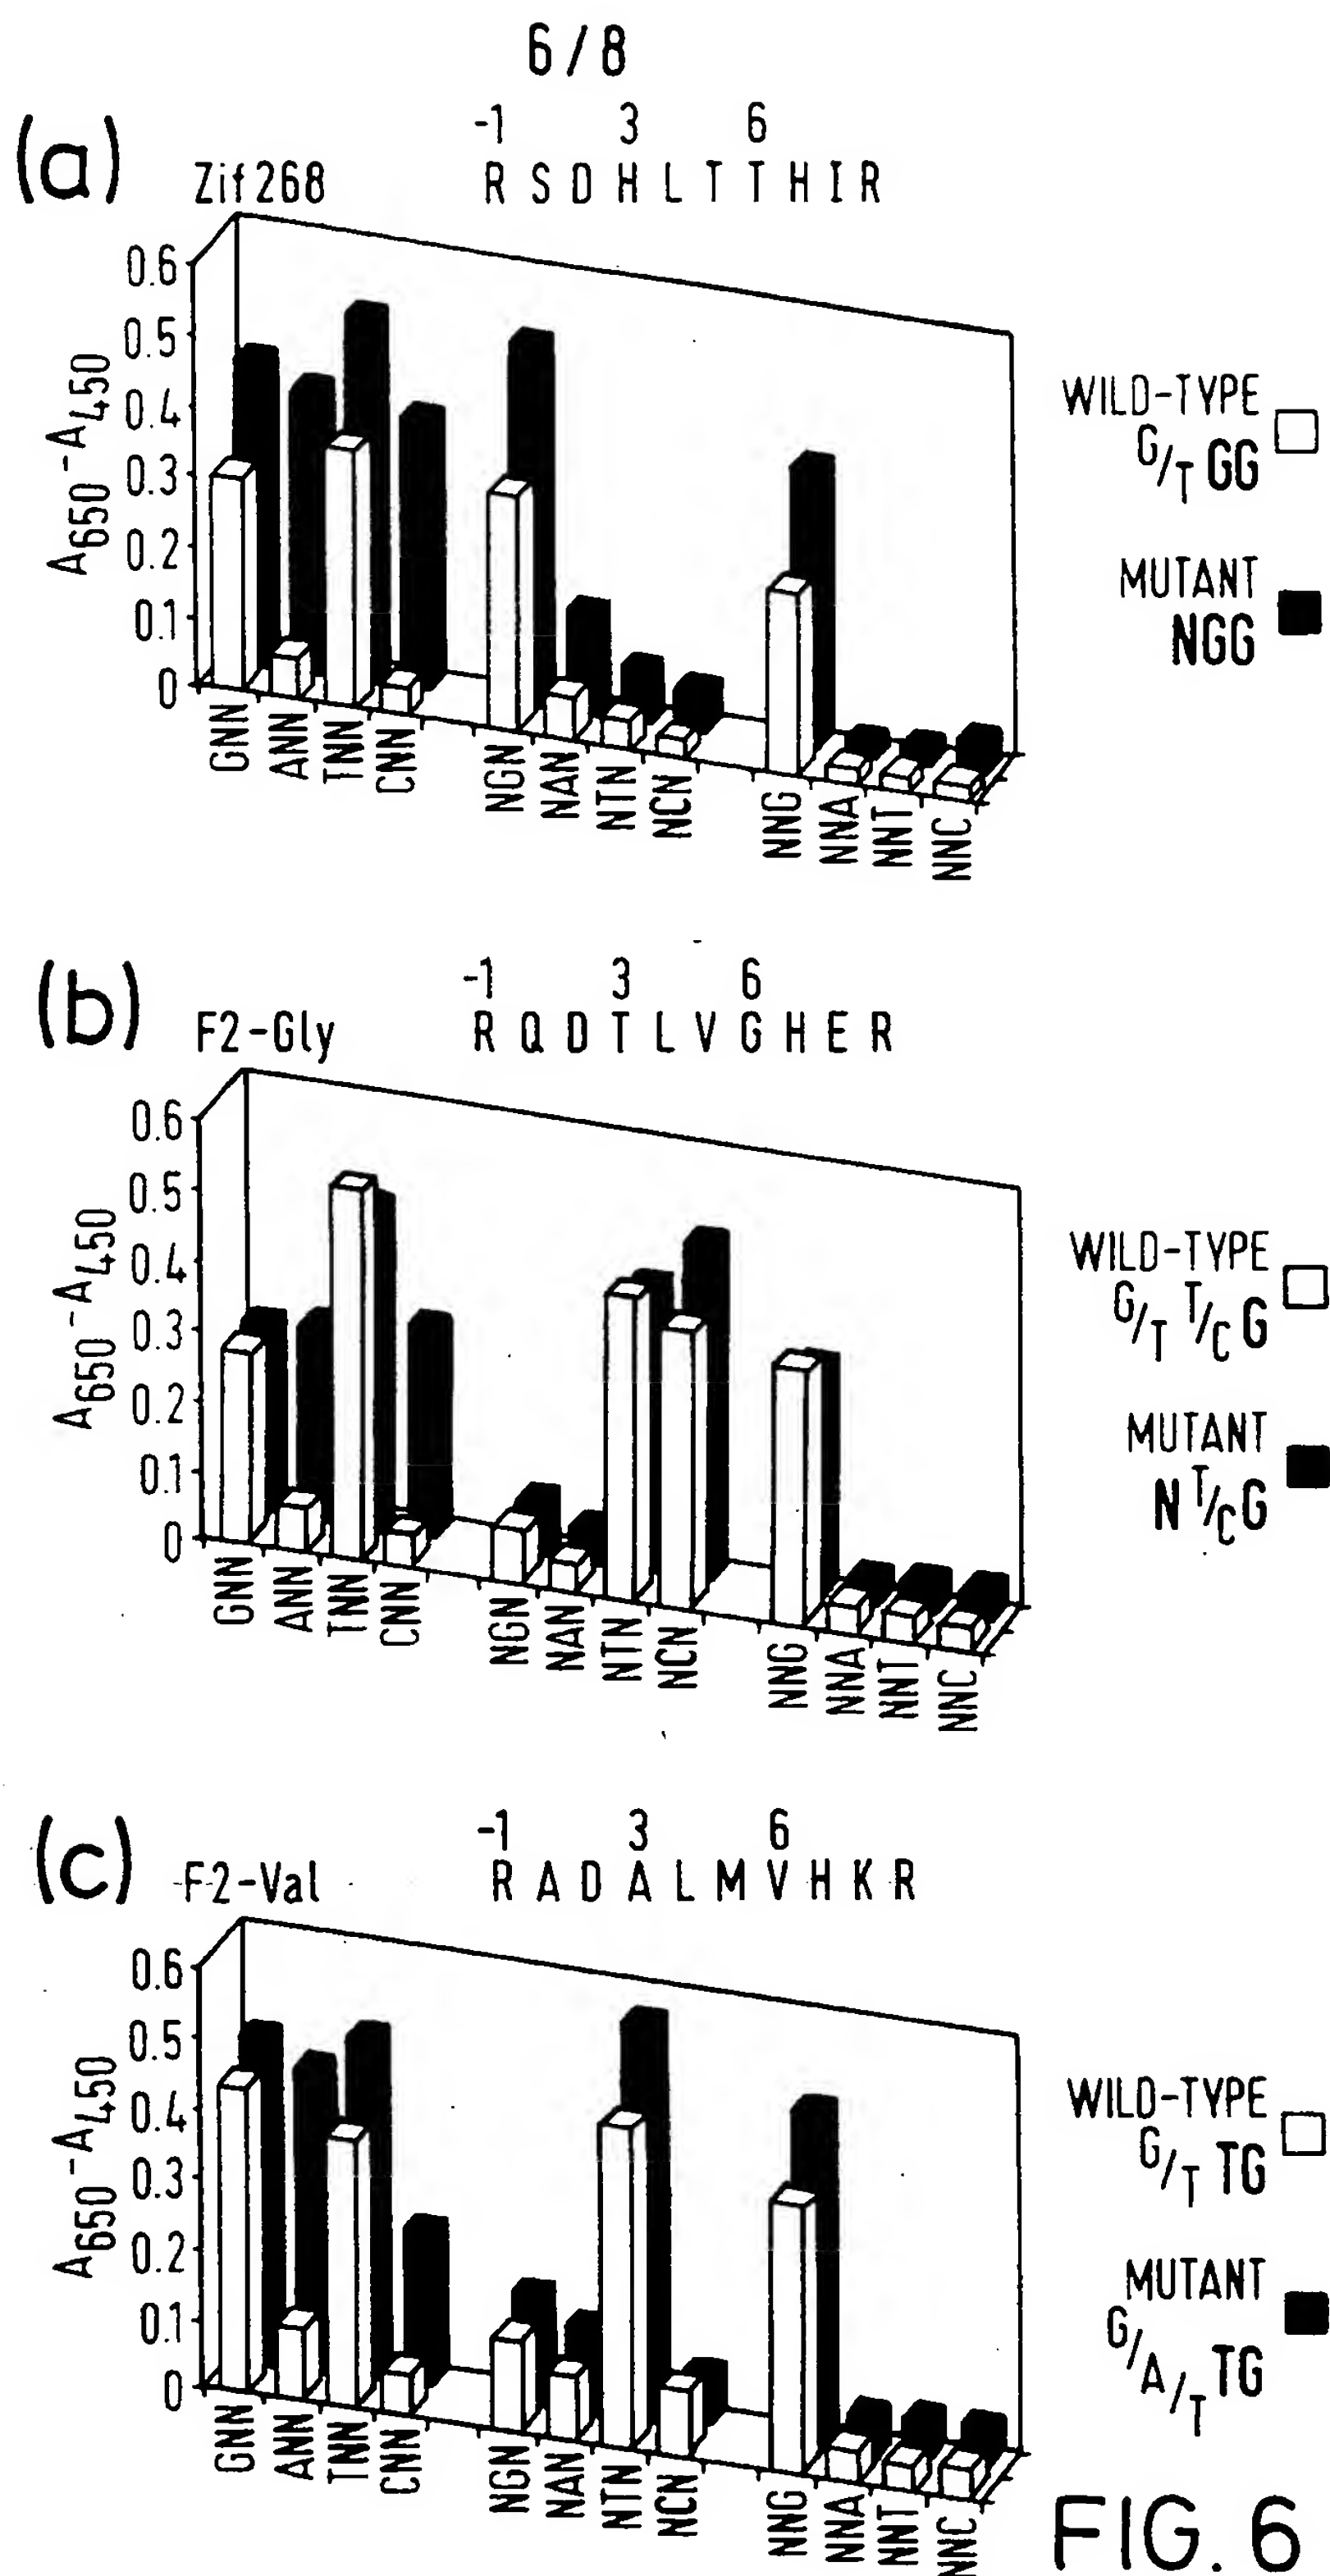 6/8
(a)
-1 3 6
Zif268 R S D H L T T H I R
A650-A450
0.6
0.5
0.4
0.3
0.2
0.1
0
GNN ANN TNN CNN NGN NAN NTN NCN NNG NNA NNT NNC
WILD-TYPE
G/T GG
MUTANT
NGG
(b)
-1 3 6
F2-Gly R Q D T L V G H E R
A650-A450
0.6
0.5
0.4
0.3
0.2
0.1
0
GNN ANN TNN CNN NGN NAN NTN NCN NNG NNA NNT NNC
WILD-TYPE
G/T T/C G
MUTANT
N T/C G
(c)
-1 3 6
F2-Val R A D A L M V H K R
A650-A450
0.6
0.5
0.4
0.3
0.2
0.1
0
GNN ANN TNN CNN NGN NAN NTN NCN NNG NNA NNT NNC
WILD-TYPE
G/T TG
MUTANT
G/A/T TG
FIG. 6